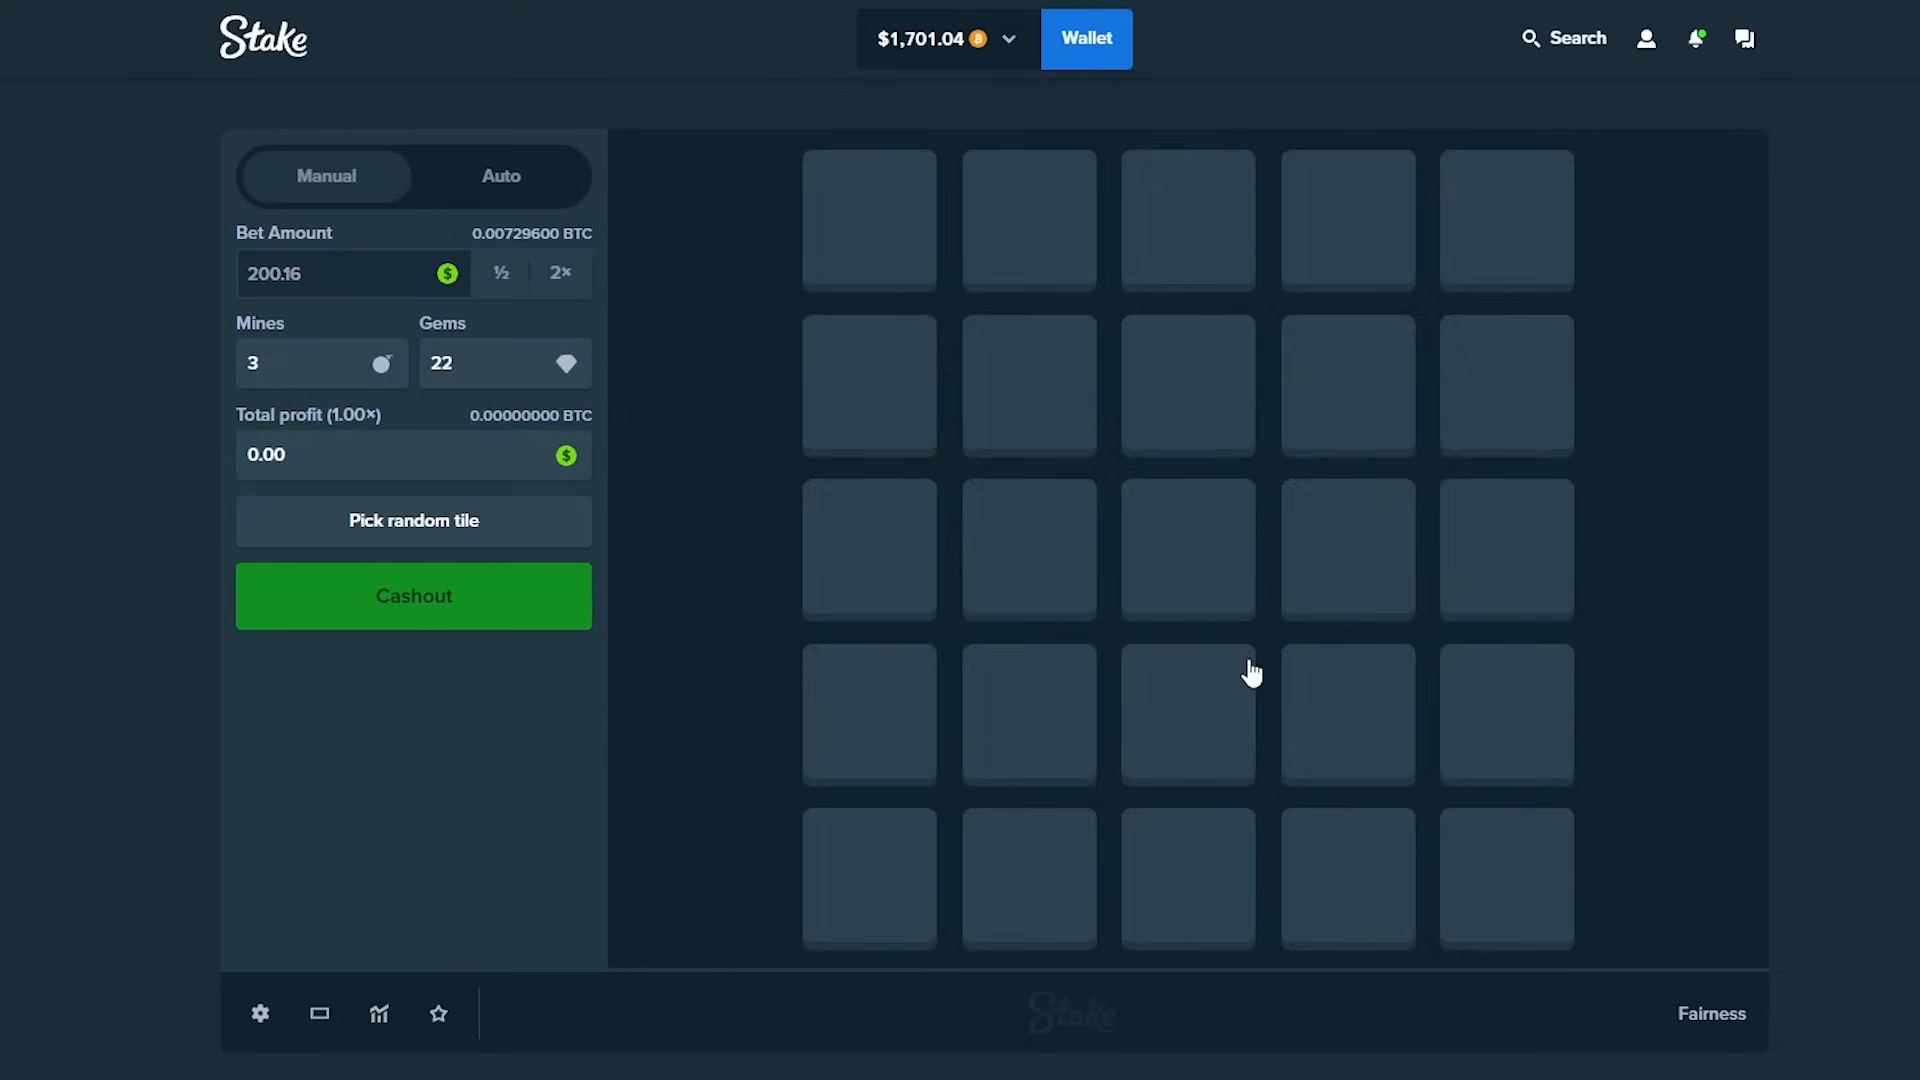 Stake
$1,701.04
Wallet
Search
Manual
Auto
Bet Amount
0.00729600 BTC
200.16
$
½
2×
Mines
Gems
3
22
Total profit (1.00×)
0.00000000 BTC
0.00
$
Pick random tile
Cashout
Stake
Fairness